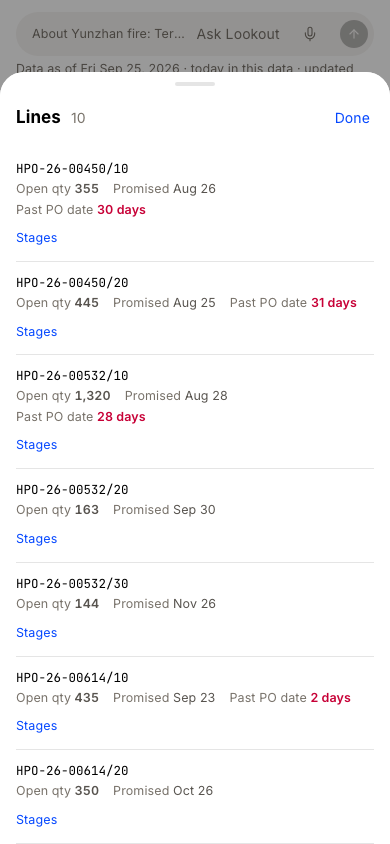 About Yunzhan fire: Ter... Ask Lookout
Data as of Fri Sep 25, 2026 · today in this data · updated
Lines 10 Done
HPO-26-00450/10
Open qty 355 Promised Aug 26
Past PO date 30 days
Stages
HPO-26-00450/20
Open qty 445 Promised Aug 25 Past PO date 31 days
Stages
HPO-26-00532/10
Open qty 1,320 Promised Aug 28
Past PO date 28 days
Stages
HPO-26-00532/20
Open qty 163 Promised Sep 30
Stages
HPO-26-00532/30
Open qty 144 Promised Nov 26
Stages
HPO-26-00614/10
Open qty 435 Promised Sep 23 Past PO date 2 days
Stages
HPO-26-00614/20
Open qty 350 Promised Oct 26
Stages